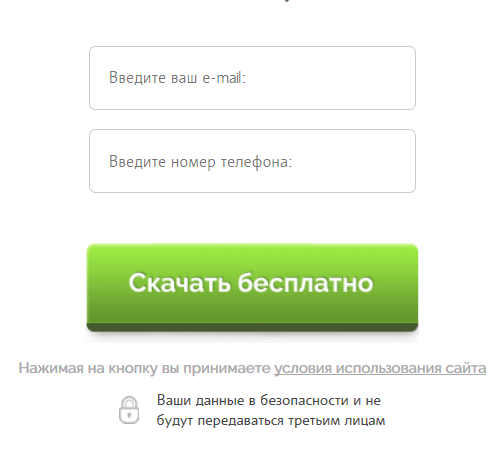 Введите ваш e-mail:
Введите номер телефона:
Скачать бесплатно
Нажимая на кнопку вы принимаете условия использования сайта
Ваши данные в безопасности и не
будут передаваться третьим лицам